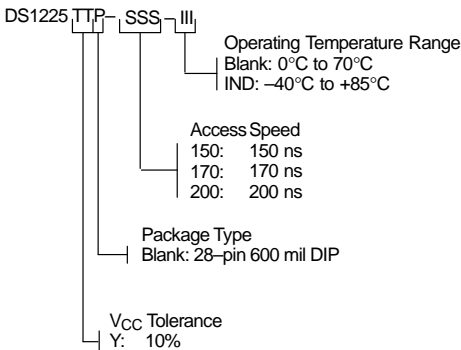 DS1225 TTP– SSS – III
Operating Temperature Range
Blank: 0°C to 70°C
IND: –40°C to +85°C
Access Speed
150: 150 ns
170: 170 ns
200: 200 ns
Package Type
Blank: 28–pin 600 mil DIP
VCC Tolerance
Y: 10%